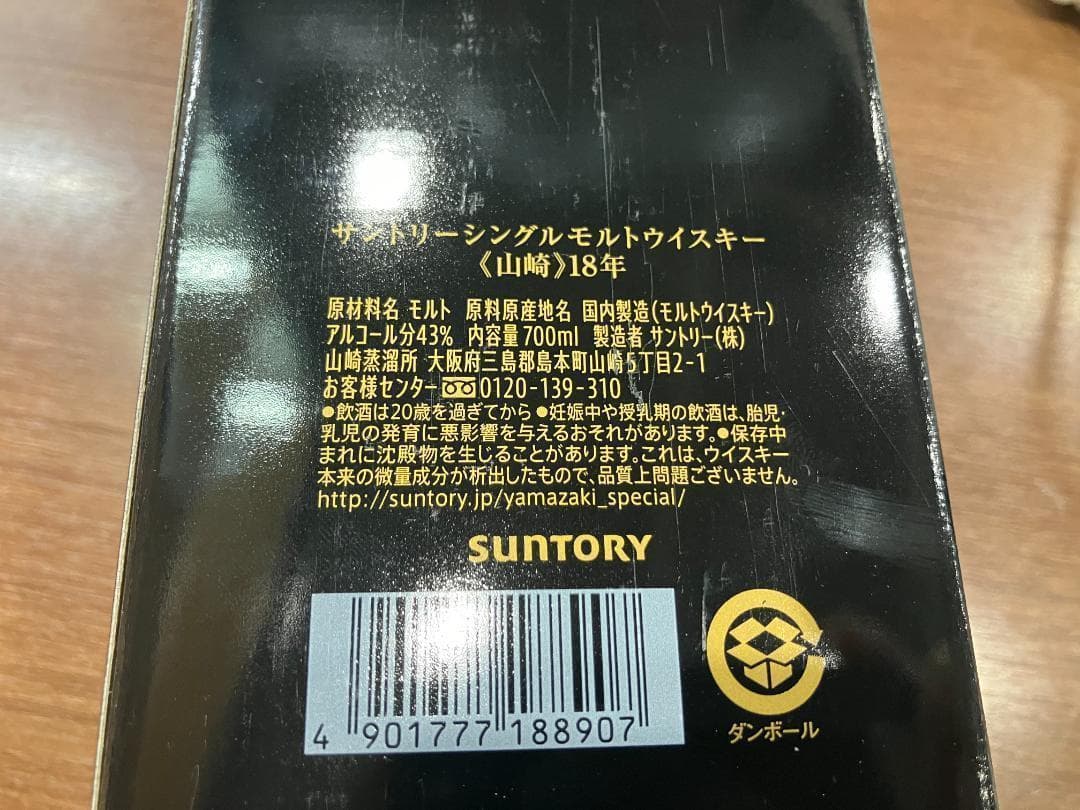 サントリーシングルモルトウイスキー
《山崎》18年
原材料名 モルト 原料原産地名 国内製造(モルトウイスキー)
アルコール分43% 内容量700ml 製造者 サントリー(株)
山崎蒸溜所 大阪府三島郡島本町山崎5丁目2-1
お客様センター 0120-139-310
●飲酒は20歳を過ぎてから●妊娠中や授乳期の飲酒は、胎児・
乳児の発育に悪影響を与えるおそれがあります。●保存中
まれに沈殿物を生じることがあります。これは、ウイスキー
本来の微量成分が析出したもので、品質上問題ございません。
http://suntory.jp/yamazaki_special/
SUNTORY
4 901777 188907
ダンボール